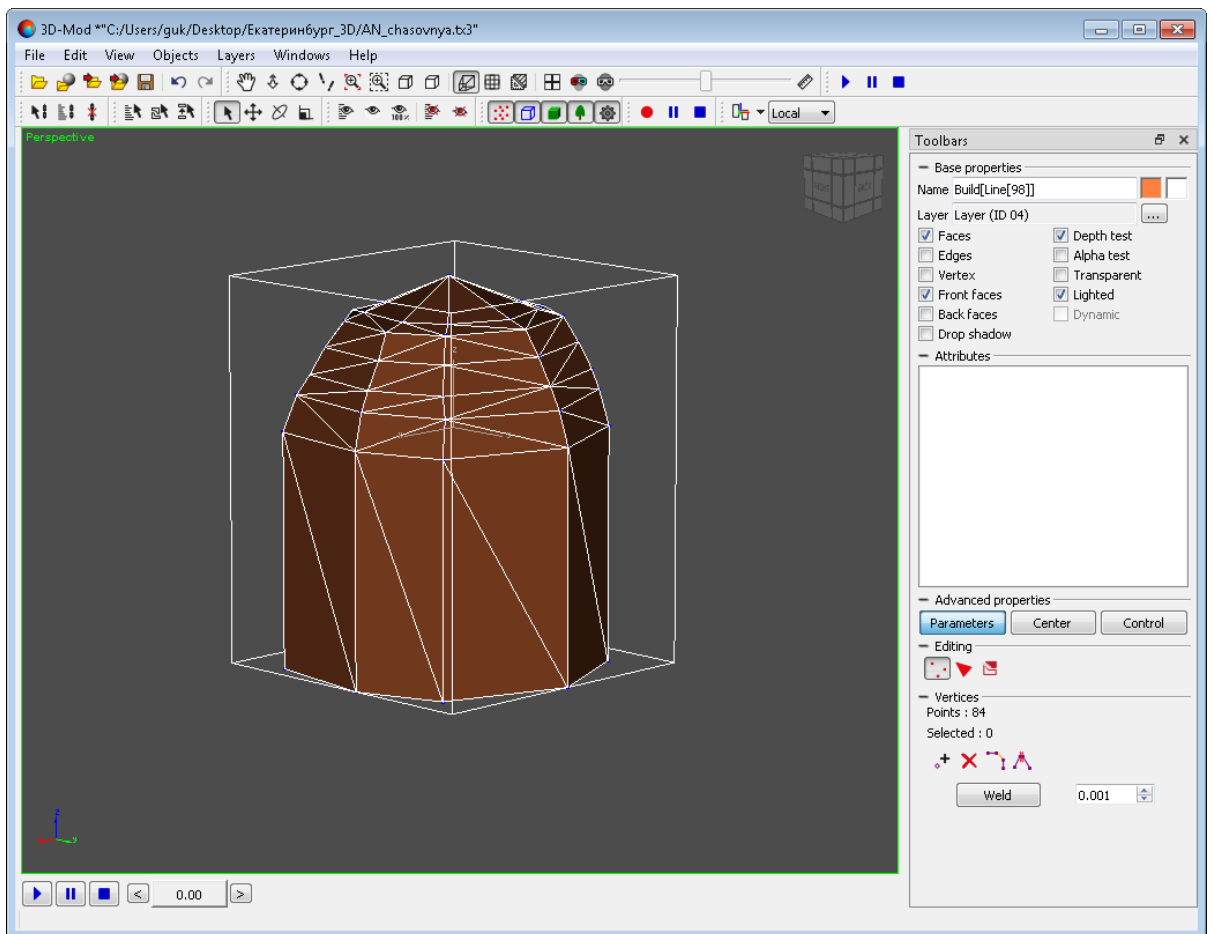 3D-Mod *"C:/Users/guk/Desktop/Екатеринбург_3D/AN_chasovnya.tx3"
File Edit View Objects Layers Windows Help
100%
Local
Perspective
Toolbars
Base properties
Name Build[Line[98]]
Layer Layer (ID 04)
...
Faces Depth test
Edges Alpha test
Vertex Transparent
Front faces Lighted
Back faces Dynamic
Drop shadow
Attributes
Advanced properties
Parameters Center Control
Editing
Vertices
Points : 84
Selected : 0
Weld 0.001
z
z
y
< 0.00 >